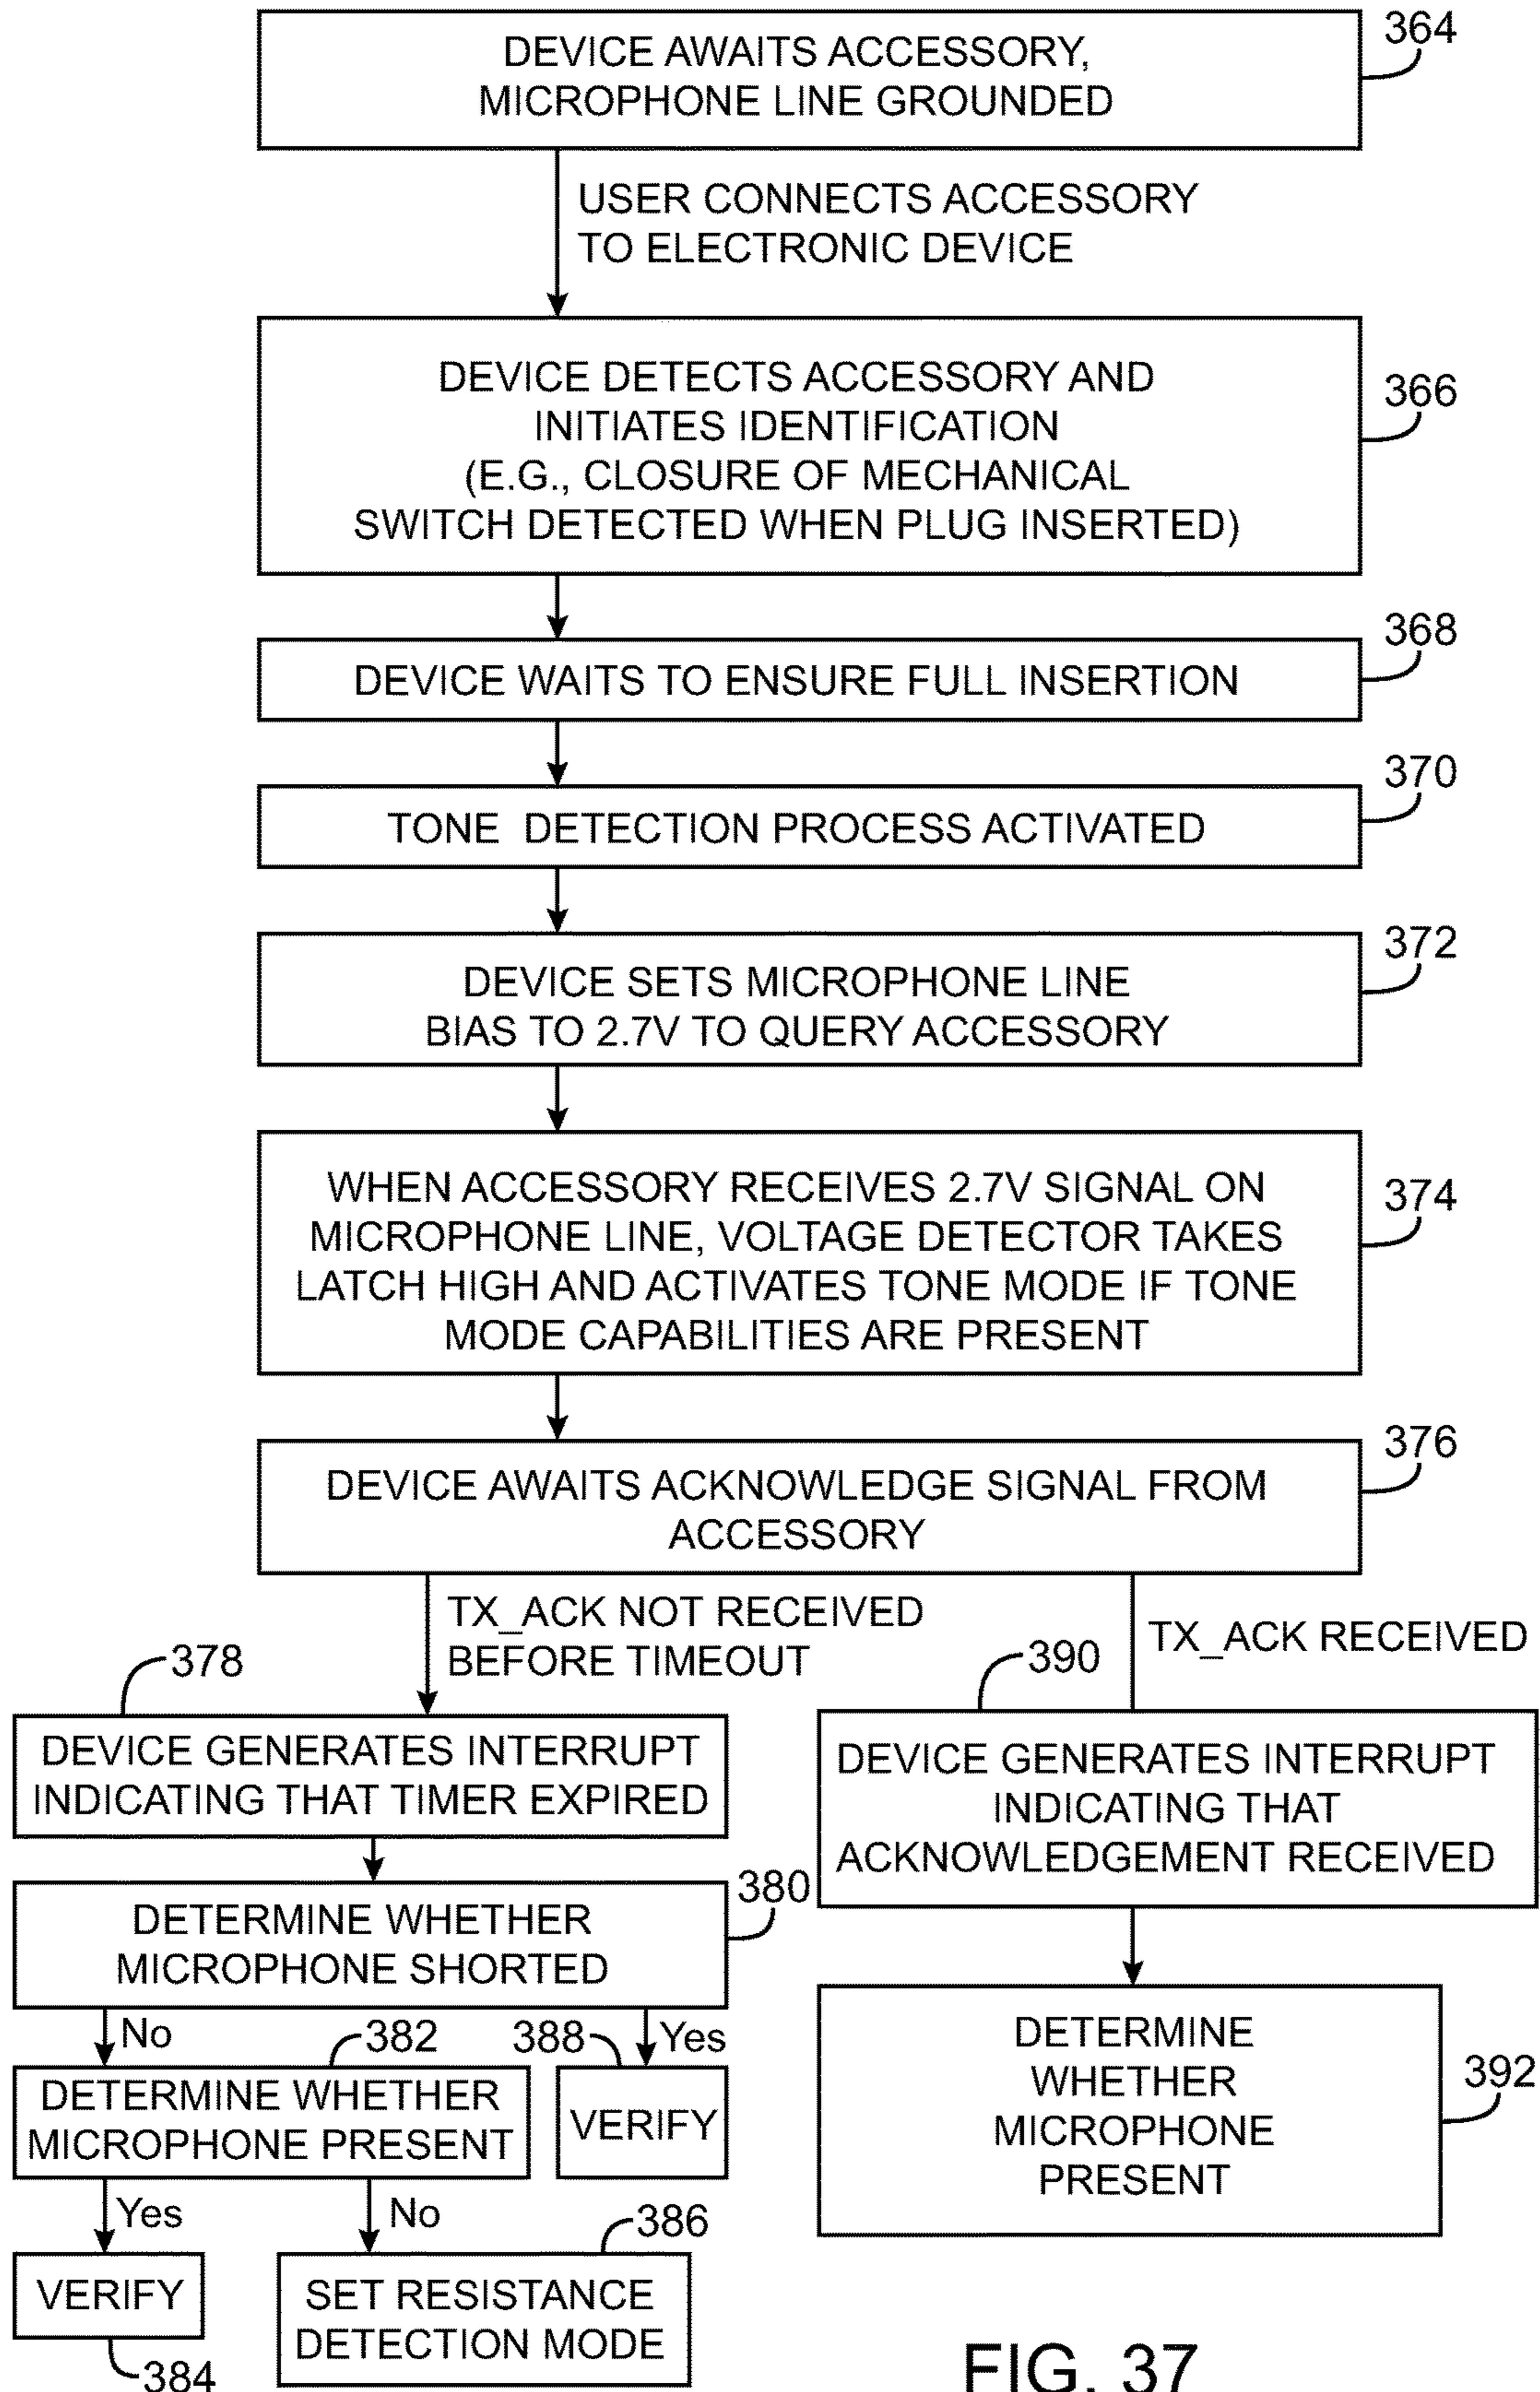 DEVICE AWAITS ACCESSORY,
MICROPHONE LINE GROUNDED
364
USER CONNECTS ACCESSORY
TO ELECTRONIC DEVICE
DEVICE DETECTS ACCESSORY AND
INITIATES IDENTIFICATION
(E.G., CLOSURE OF MECHANICAL
SWITCH DETECTED WHEN PLUG INSERTED)
366
DEVICE WAITS TO ENSURE FULL INSERTION
368
TONE DETECTION PROCESS ACTIVATED
370
DEVICE SETS MICROPHONE LINE
BIAS TO 2.7V TO QUERY ACCESSORY
372
WHEN ACCESSORY RECEIVES 2.7V SIGNAL ON
MICROPHONE LINE, VOLTAGE DETECTOR TAKES
LATCH HIGH AND ACTIVATES TONE MODE IF TONE
MODE CAPABILITIES ARE PRESENT
374
DEVICE AWAITS ACKNOWLEDGE SIGNAL FROM
ACCESSORY
376
TX_ACK NOT RECEIVED
BEFORE TIMEOUT
TX_ACK RECEIVED
378
DEVICE GENERATES INTERRUPT
INDICATING THAT TIMER EXPIRED
390
DEVICE GENERATES INTERRUPT
INDICATING THAT
ACKNOWLEDGEMENT RECEIVED
380
DETERMINE WHETHER
MICROPHONE SHORTED
No
382
388
Yes
DETERMINE WHETHER
MICROPHONE PRESENT
VERIFY
DETERMINE
WHETHER
MICROPHONE
PRESENT
392
Yes
No
386
VERIFY
384
SET RESISTANCE
DETECTION MODE
FIG. 37